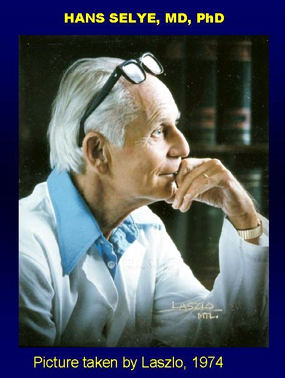 HANS SELYE, MD, PhD
LASZLO
MTL.
Picture taken by Laszlo, 1974